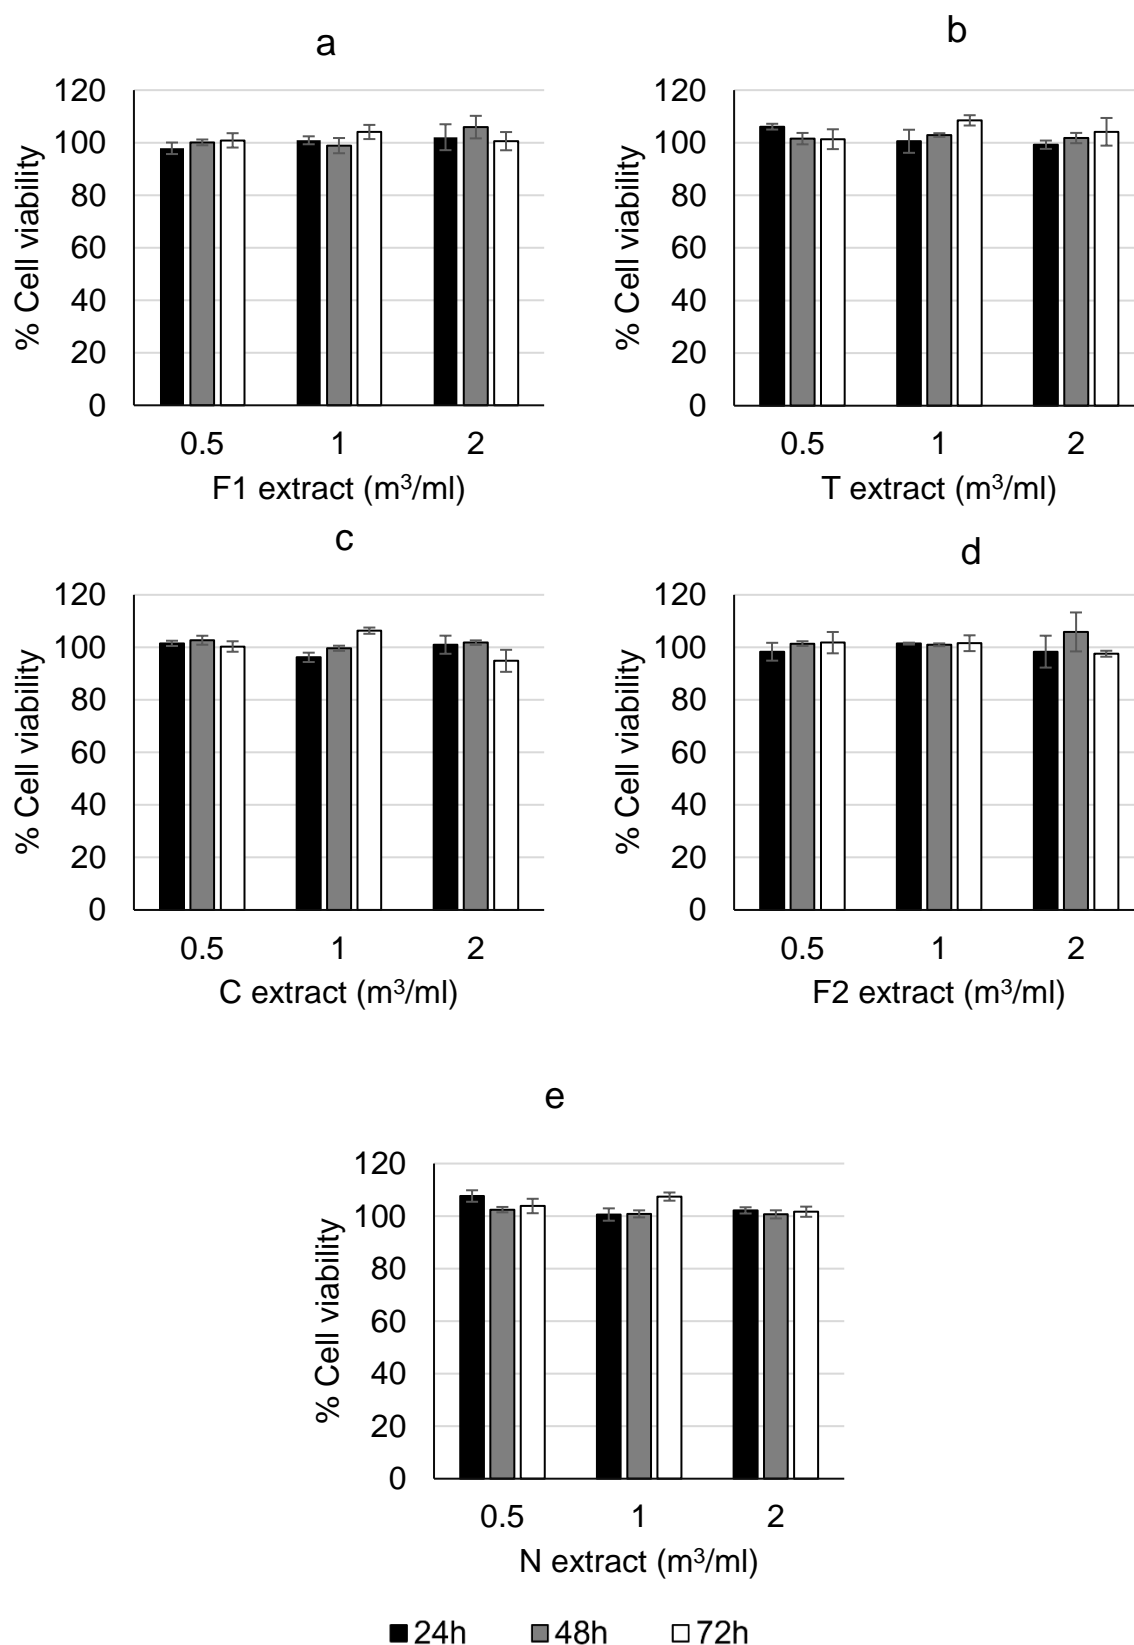 a
120
100
80
60
40
20
0
% Cell viability
0.5 1 2
F1 extract (m³/ml)
b
120
100
80
60
40
20
0
% Cell viability
0.5 1 2
T extract (m³/ml)
c
120
100
80
60
40
20
0
% Cell viability
0.5 1 2
C extract (m³/ml)
d
120
100
80
60
40
20
0
% Cell viability
0.5 1 2
F2 extract (m³/ml)
e
120
100
80
60
40
20
0
% Cell viability
0.5 1 2
N extract (m³/ml)
24h 48h 72h